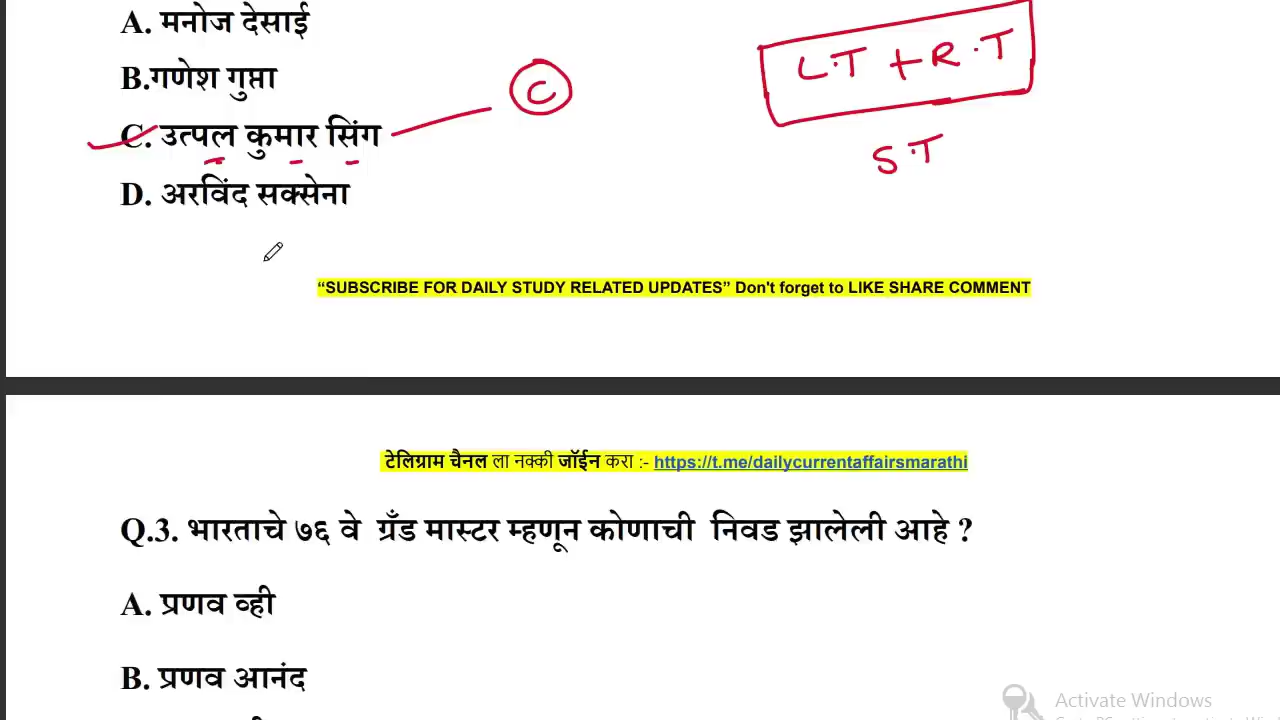 A. मनोज देसाई
B.गणेश गुप्ता
C. उत्पल कुमार सिंग
C
D. अरविंद सक्सेना
L.T + R.T
S.T
“SUBSCRIBE FOR DAILY STUDY RELATED UPDATES” Don't forget to LIKE SHARE COMMENT
टेलिग्राम चैनल ला नक्की जॉईन करा :- https://t.me/dailycurrentaffairsmarathi
Q.3. भारताचे ७६ वे ग्रँड मास्टर म्हणून कोणाची निवड झालेली आहे ?
A. प्रणव व्ही
B. प्रणव आनंद
Activate Windows